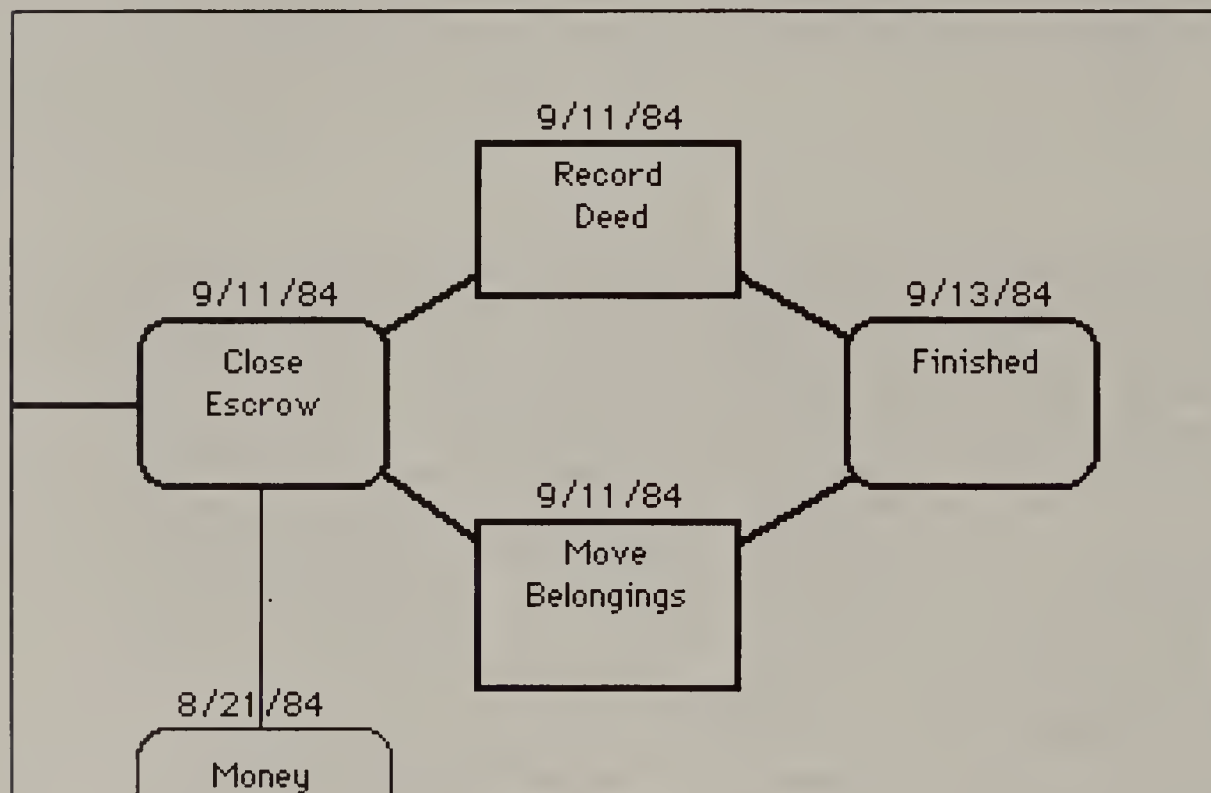 9/11/84
Record
Deed
9/11/84
Close
Escrow
9/13/84
Finished
9/11/84
Move
Belongings
8/21/84
Money